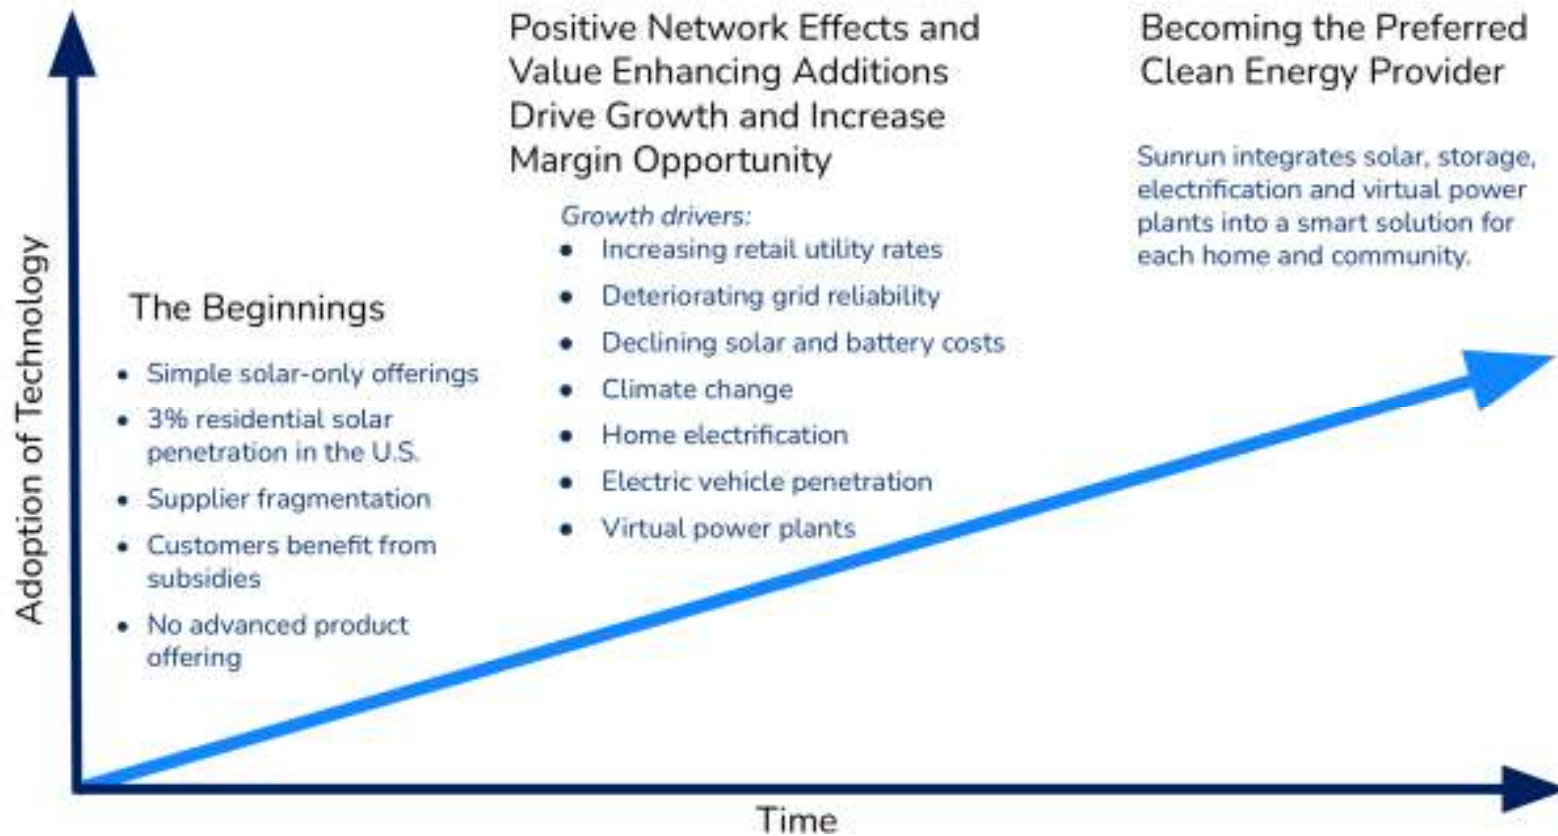 Adoption of Technology
The Beginnings
• Simple solar-only offerings
• 3% residential solar
penetration in the U.S.
• Supplier fragmentation
• Customers benefit from
subsidies
• No advanced product
offering
Positive Network Effects and
Value Enhancing Additions
Drive Growth and Increase
Margin Opportunity
Growth drivers:
• Increasing retail utility rates
• Deteriorating grid reliability
• Declining solar and battery costs
• Climate change
• Home electrification
• Electric vehicle penetration
• Virtual power plants
Becoming the Preferred
Clean Energy Provider
Sunrun integrates solar, storage,
electrification and virtual power
plants into a smart solution for
each home and community.
Time